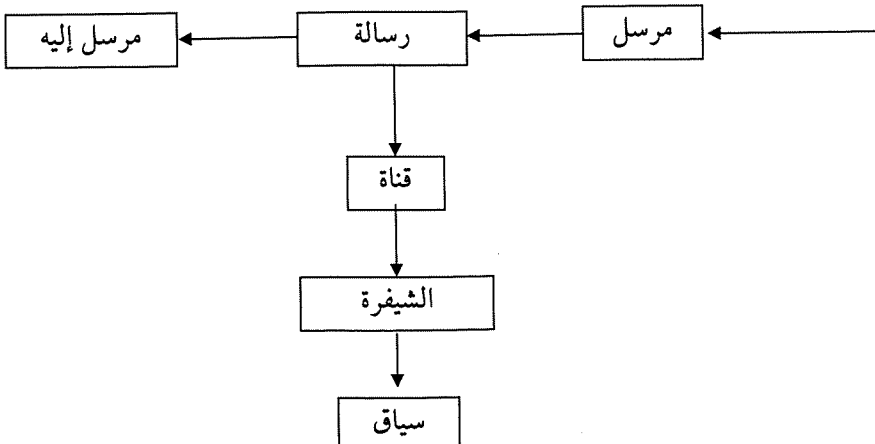 مرسل
رسالة
مرسل إليه
قناة
الشيفرة
سياق